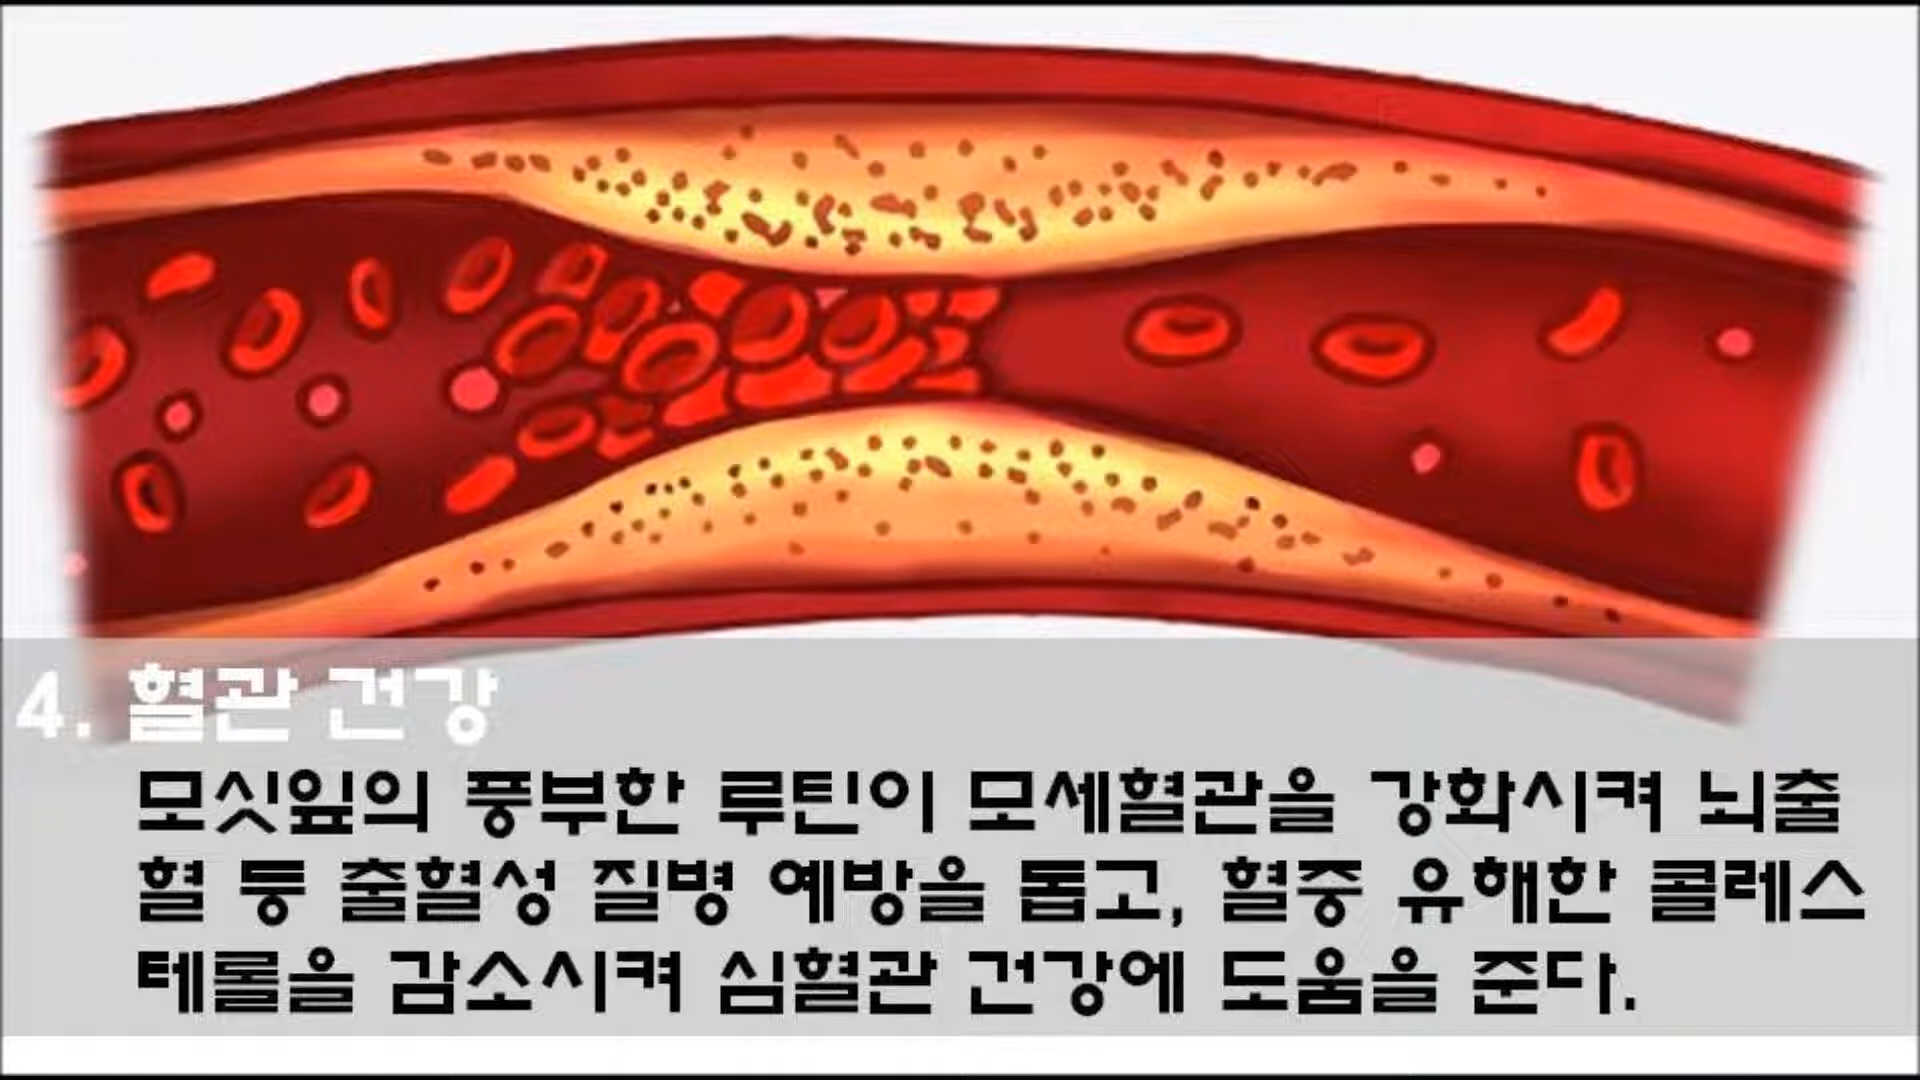 4. 혈관 건강
모싯잎의 풍부한 루틴이 모세혈관을 강화시켜 뇌출
혈 등 출혈성 질병 예방을 돕고, 혈중 유해한 콜레스
테롤을 감소시켜 심혈관 건강에 도움을 준다.